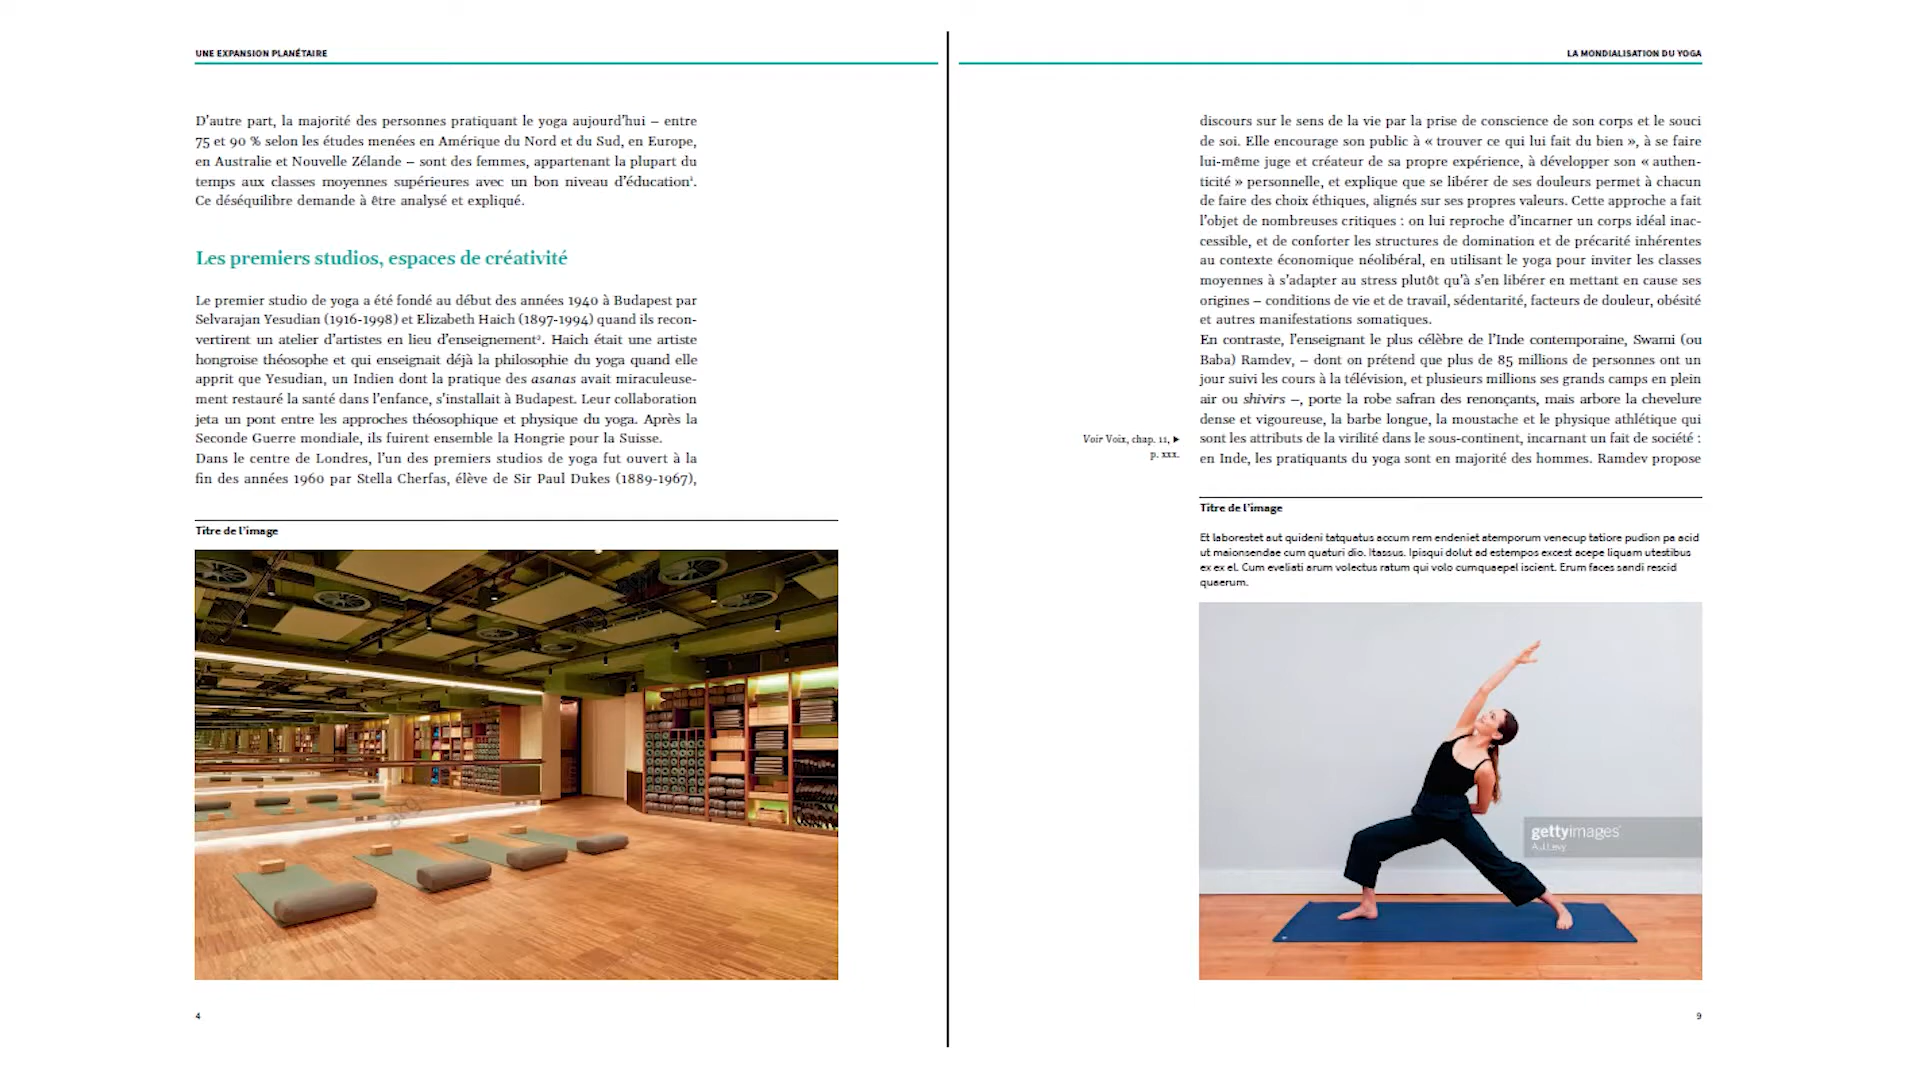 UNE EXPANSION PLANÉTAIRE
D'autre part, la majorité des personnes pratiquant le yoga aujourd'hui – entre
75 et 90 % selon les études menées en Amérique du Nord et du Sud, en Europe,
en Australie et Nouvelle Zélande – sont des femmes, appartenant la plupart du
temps aux classes moyennes supérieures avec un bon niveau d'éducation¹.
Ce déséquilibre demande à être analysé et expliqué.
Les premiers studios, espaces de créativité
Le premier studio de yoga a été fondé au début des années 1940 à Budapest par
Selvarajan Yesudian (1916-1998) et Elizabeth Haich (1897-1994) quand ils recon-
vertirent un atelier d'artistes en lieu d'enseignement². Haich était une artiste
hongroise théosophe et qui enseignait déjà la philosophie du yoga quand elle
apprit que Yesudian, un Indien dont la pratique des asanas avait miraculeuse-
ment restauré la santé dans l'enfance, s'installait à Budapest. Leur collaboration
jeta un pont entre les approches théosophique et physique du yoga. Après la
Seconde Guerre mondiale, ils fuirent ensemble la Hongrie pour la Suisse.
Dans le centre de Londres, l'un des premiers studios de yoga fut ouvert à la
fin des années 1960 par Stella Cherfas, élève de Sir Paul Dukes (1889-1967),
Titre de l'image
4
LA MONDIALISATION DU YOGA
discours sur le sens de la vie par la prise de conscience de son corps et le souci
de soi. Elle encourage son public à « trouver ce qui lui fait du bien », à se faire
lui-même juge et créateur de sa propre expérience, à développer son « authen-
ticité » personnelle, et explique que se libérer de ses douleurs permet à chacun
de faire des choix éthiques, alignés sur ses propres valeurs. Cette approche a fait
l'objet de nombreuses critiques : on lui reproche d'incarner un corps idéal inac-
cessible, et de conforter les structures de domination et de précarité inhérentes
au contexte économique néolibéral, en utilisant le yoga pour inviter les classes
moyennes à s'adapter au stress plutôt qu'à s'en libérer en mettant en cause ses
origines – conditions de vie et de travail, sédentarité, facteurs de douleur, obésité
et autres manifestations somatiques.
En contraste, l'enseignant le plus célèbre de l'Inde contemporaine, Swami (ou
Baba) Ramdev, – dont on prétend que plus de 85 millions de personnes ont un
jour suivi les cours à la télévision, et plusieurs millions ses grands camps en plein
air ou shivirs –, porte la robe safran des renonçants, mais arbore la chevelure
dense et vigoureuse, la barbe longue, la moustache et le physique athlétique qui
sont les attributs de la virilité dans le sous-continent, incarnant un fait de société :
en Inde, les pratiquants du yoga sont en majorité des hommes. Ramdev propose
Voir Voix, chap. 11, ▶
p. xxx.
Titre de l'image
Et laborestet aut quideni tatquatus accum rem endeniet atemporum venecup tatiore pudion pa acid
ut maionsendae cum quaturi dio. Itassus. Ipisqui dolut ad estempos excest acepe liquam utestibus
ex ex el. Cum eveliati arum volectus ratum qui volo cumquaepel iscient. Erum faces sandi rescid
quaerum.
gettyimages
AJ Levy
9